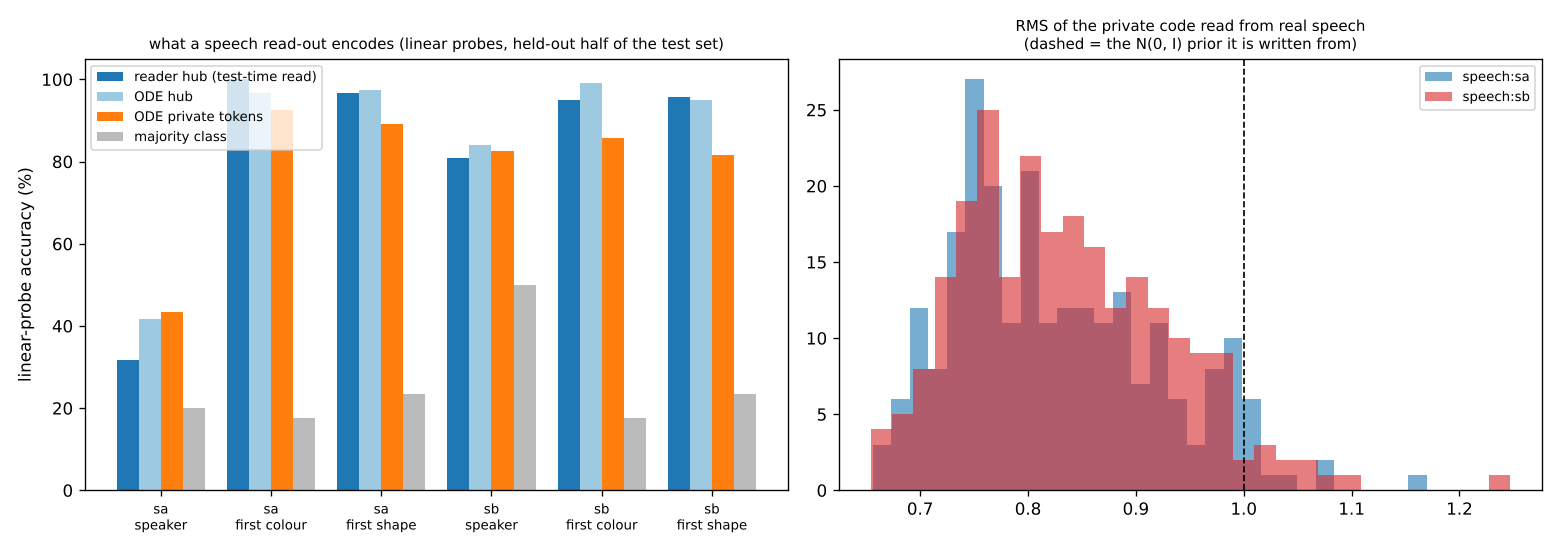 what a speech read-out encodes (linear probes, held-out half of the test set)
linear-probe accuracy (%)
100
80
60
40
20
0
reader hub (test-time read)
ODE hub
ODE private tokens
majority class
sa
speaker
sa
first colour
sa
first shape
sb
speaker
sb
first colour
sb
first shape
RMS of the private code read from real speech
(dashed = the N(0, I) prior it is written from)
25
20
15
10
5
0
speech:sa
speech:sb
0.7
0.8
0.9
1.0
1.1
1.2